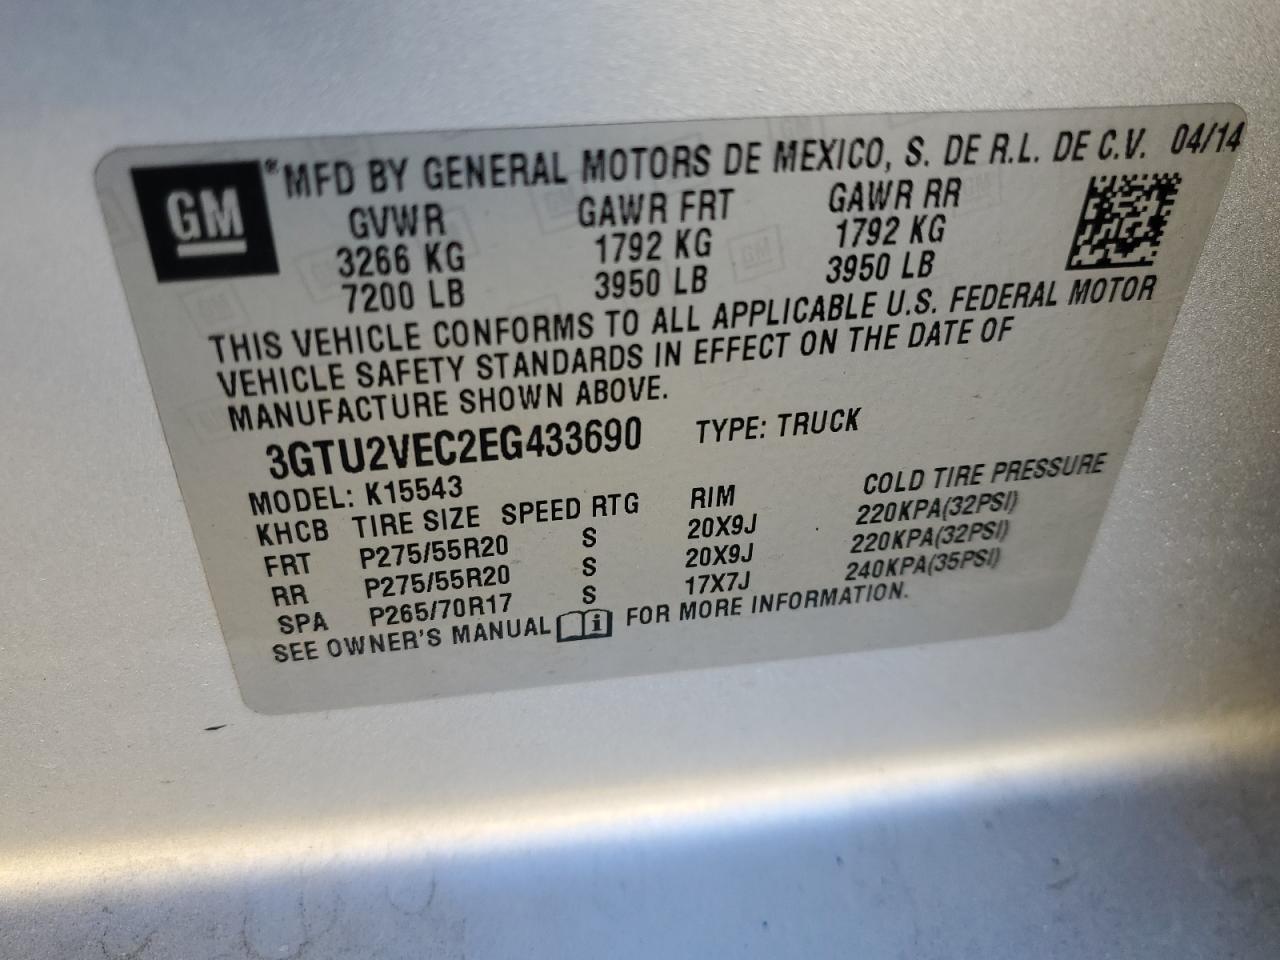 GM ® MFD BY GENERAL MOTORS DE MEXICO, S. DE R.L. DE C.V. 04/14
GVWR GAWR FRT GAWR RR
3266 KG 1792 KG 1792 KG
7200 LB 3950 LB 3950 LB
THIS VEHICLE CONFORMS TO ALL APPLICABLE U.S. FEDERAL MOTOR
VEHICLE SAFETY STANDARDS IN EFFECT ON THE DATE OF
MANUFACTURE SHOWN ABOVE.
3GTU2VEC2EG433690 TYPE: TRUCK
MODEL: K15543
KHCB TIRE SIZE SPEED RTG RIM COLD TIRE PRESSURE
FRT P275/55R20 S 20X9J 220KPA(32PSI)
RR P275/55R20 S 20X9J 220KPA(32PSI)
SPA P265/70R17 S 17X7J 240KPA(35PSI)
SEE OWNER'S MANUAL i FOR MORE INFORMATION.